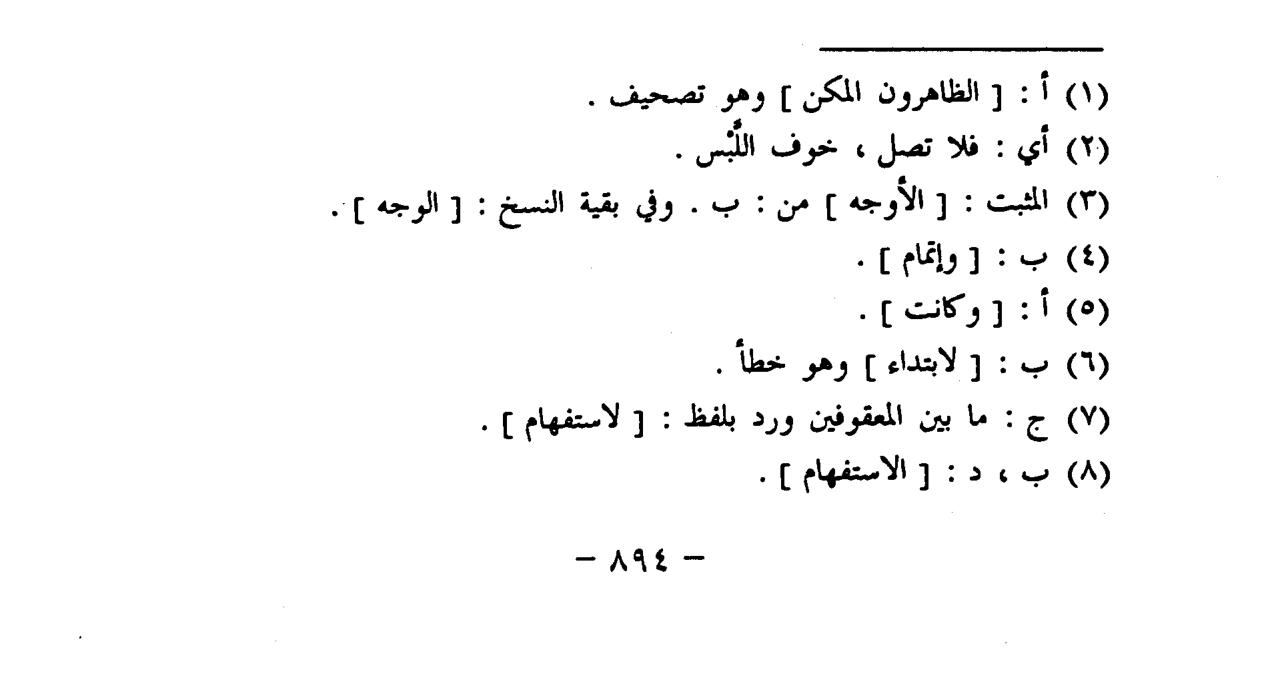 (١) أ : [ الظاهرون المكن ] وهو تصحيف .
(٢) أي : فلا تصل ، خوف اللَّبْس .
(٣) المثبت : [ الأوجه ] من : ب . وفي بقية النسخ : [ الوجه ] .
(٤) ب : [ وإتمام ] .
(٥) أ : [ وكانت ] .
(٦) ب : [ لابتداء ] وهو خطأ .
(٧) ج : ما بين المعقوفين ورد بلفظ : [ لاستفهام ] .
(٨) ب ، د : [ الاستفهام ] .
— ٨٩٤ —